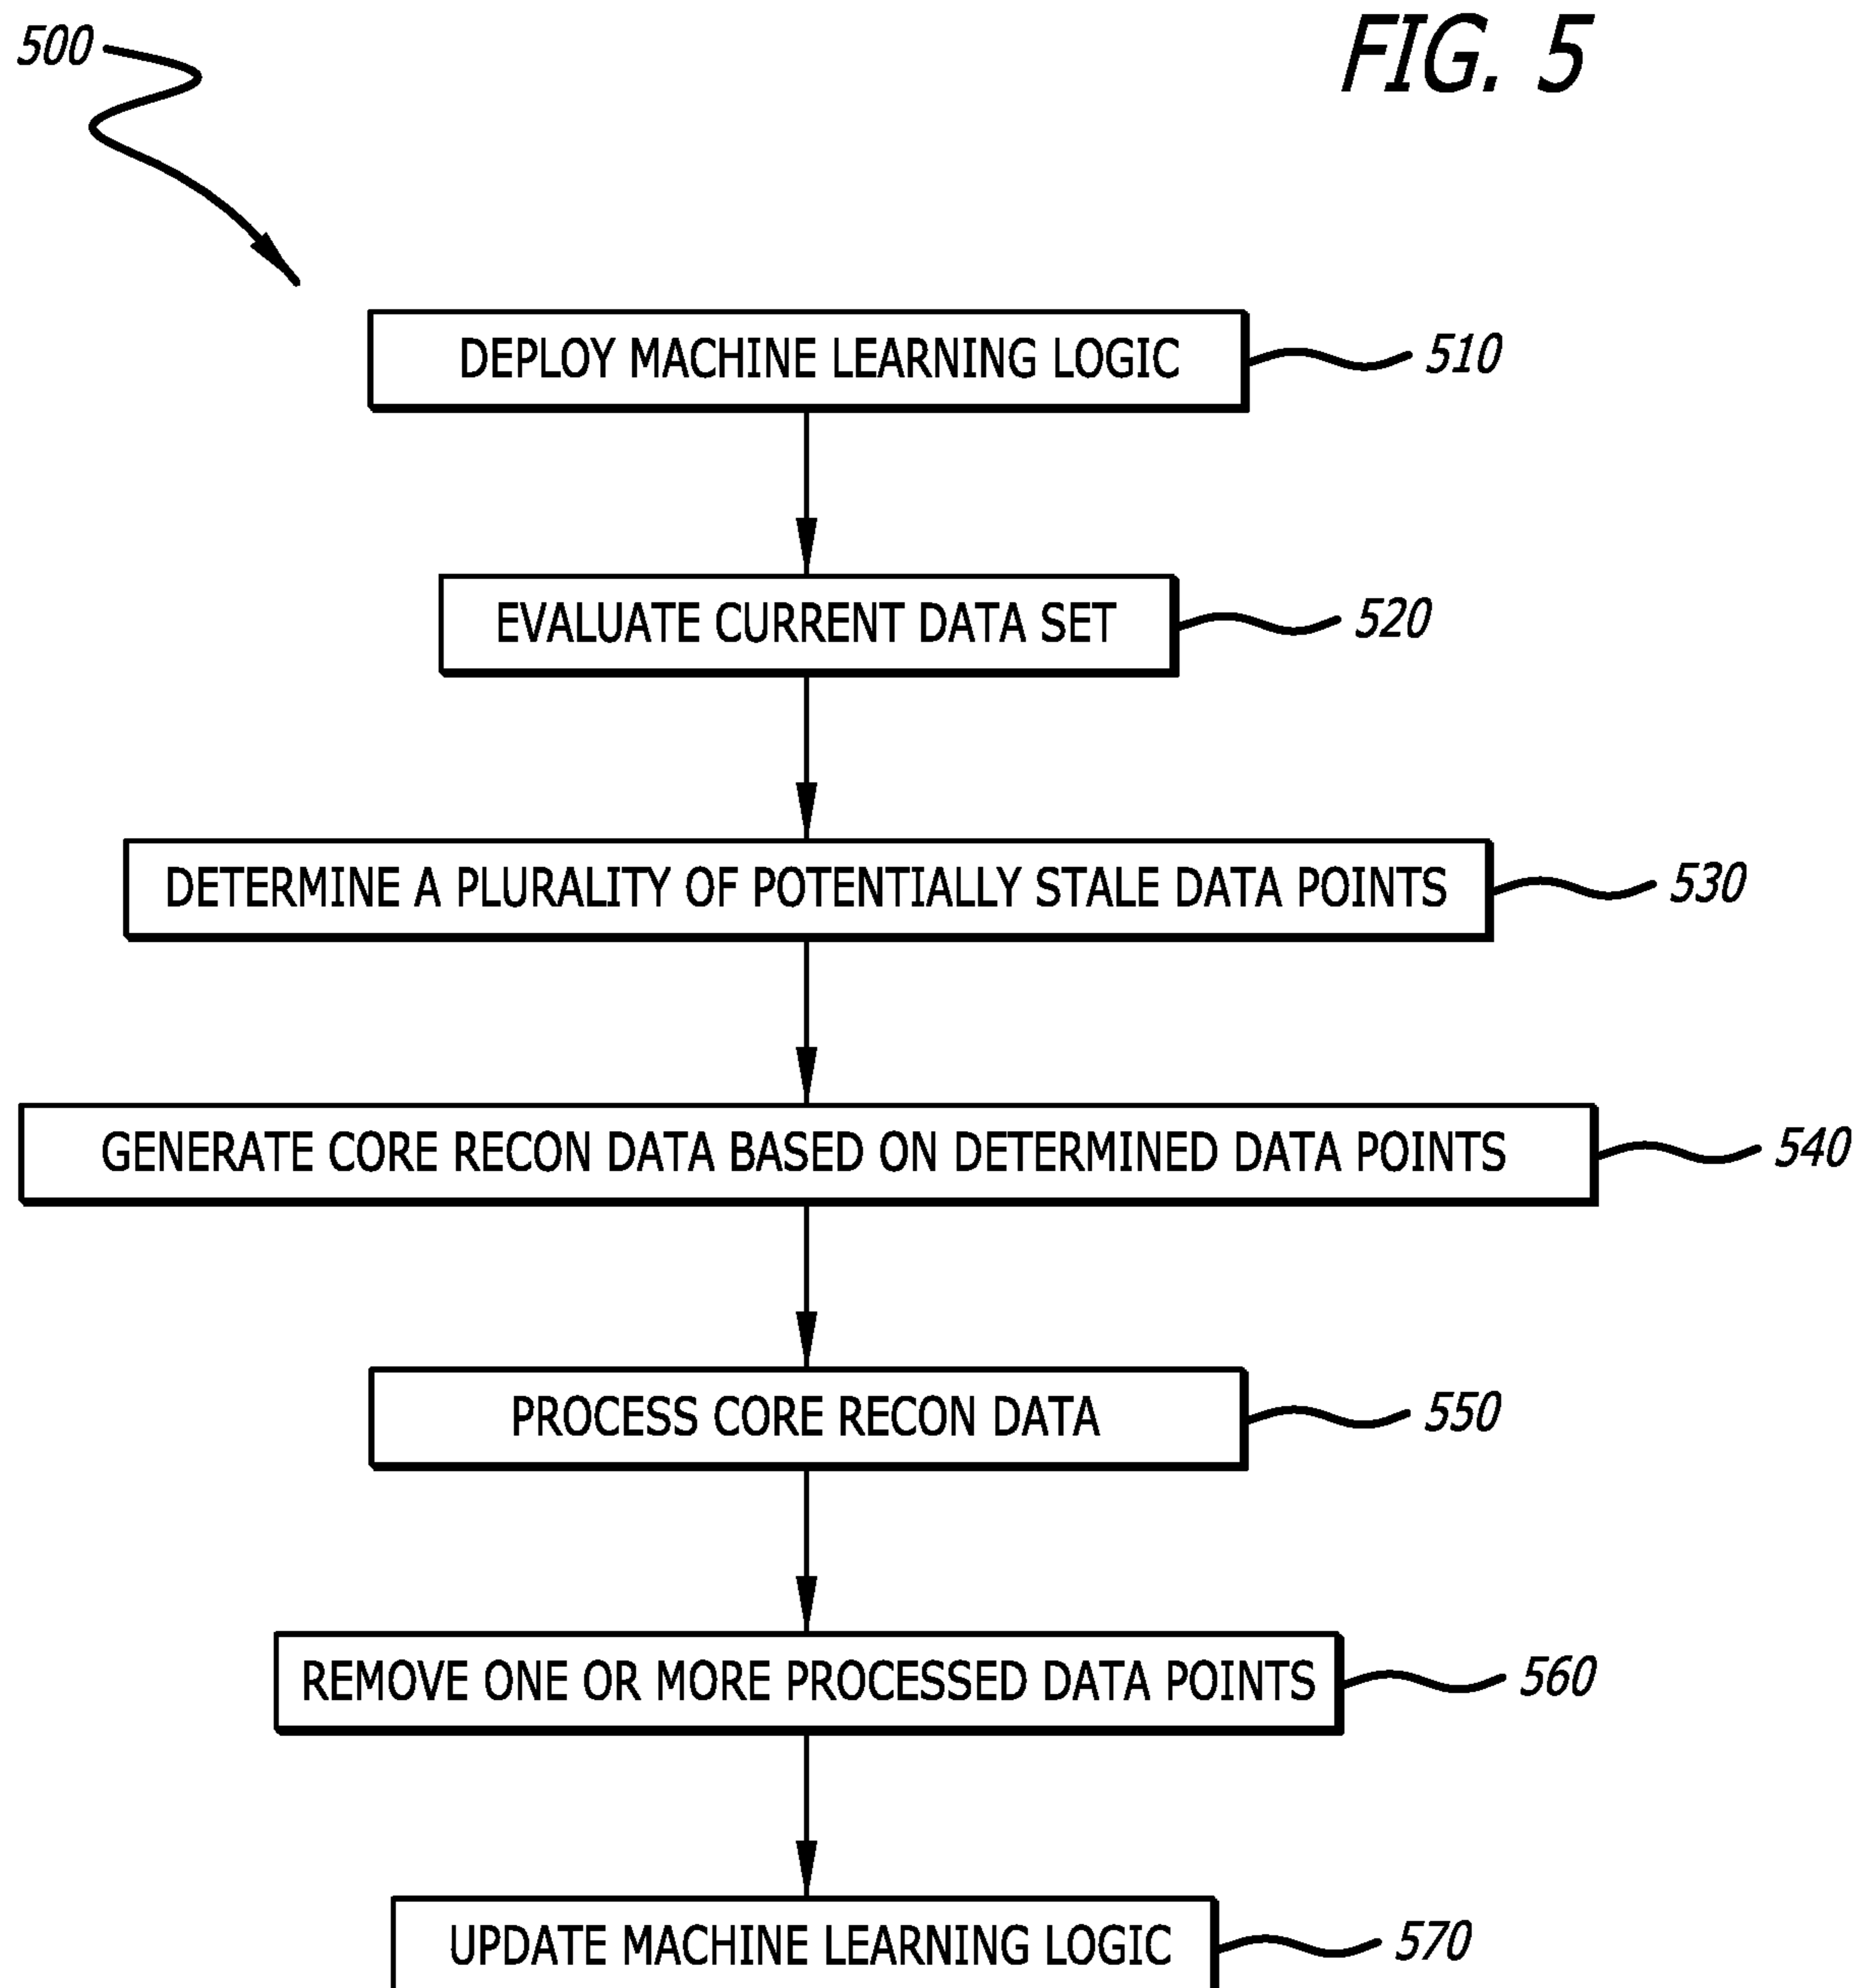 500
FIG. 5
DEPLOY MACHINE LEARNING LOGIC
510
EVALUATE CURRENT DATA SET
520
DETERMINE A PLURALITY OF POTENTIALLY STALE DATA POINTS
530
GENERATE CORE RECON DATA BASED ON DETERMINED DATA POINTS
540
PROCESS CORE RECON DATA
550
REMOVE ONE OR MORE PROCESSED DATA POINTS
560
UPDATE MACHINE LEARNING LOGIC
570